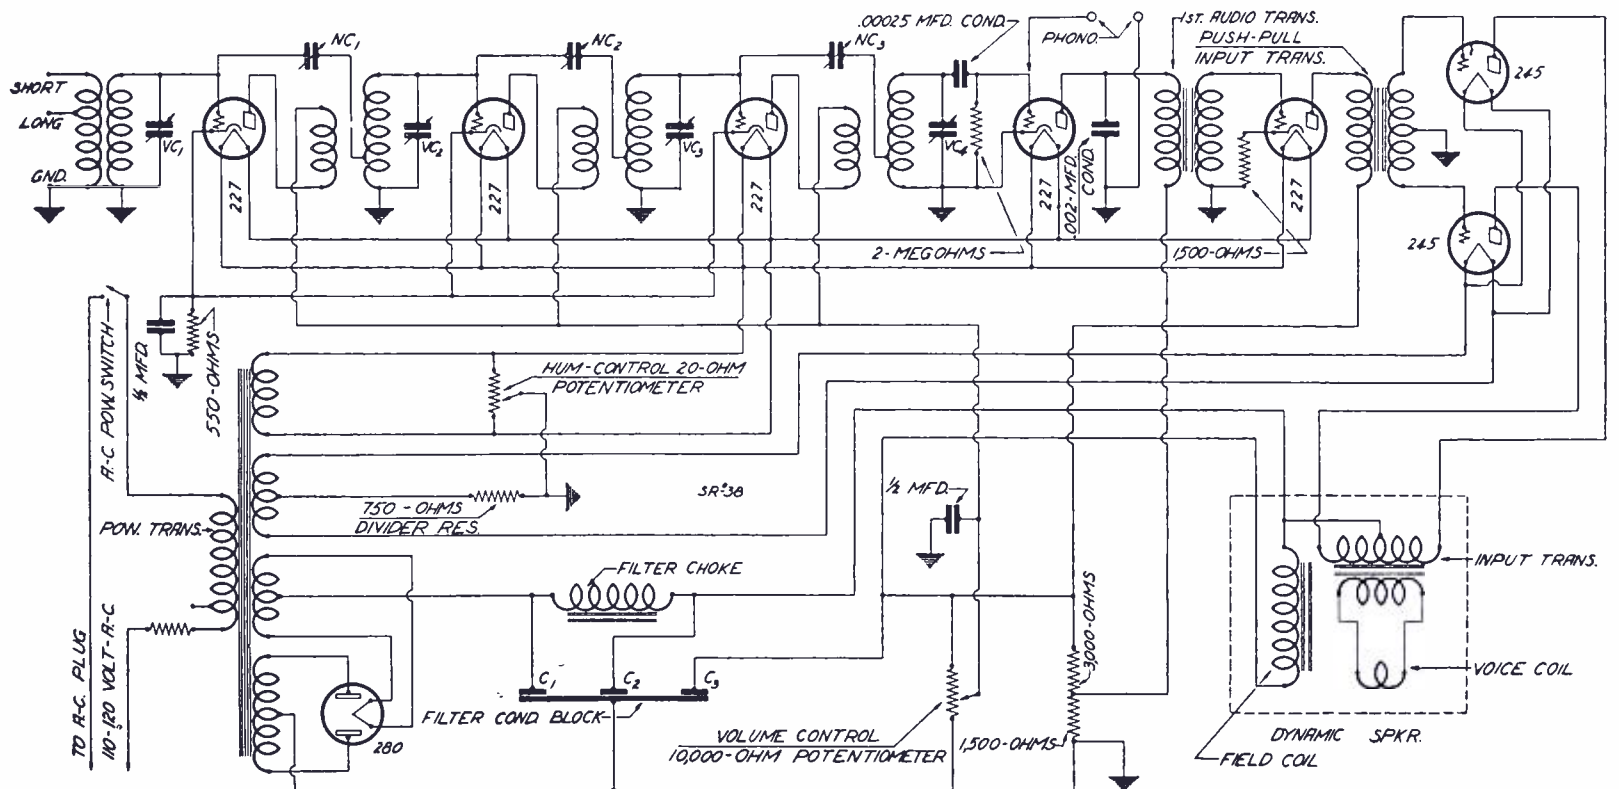 .00025 MFD. COND.
1ST. AUDIO TRANS.
PHONO.
PUSH-PULL
INPUT TRANS.
NC1
NC2
NC3
245
SHORT
LONG
GND.
VC1
VC2
VC3
VC4
227
227
227
227
227
.002-MFD.
COND.
2-MEGOHMS
1,500-OHMS
245
A-C POW. SWITCH
½ MFD.
550-OHMS
HUM-CONTROL 20-OHM
POTENTIOMETER
SR-38
½ MFD.
750-OHMS
DIVIDER RES.
POW. TRANS.
FILTER CHOKE
3,000-OHMS
INPUT TRANS.
TO A-C. PLUG
110-120 VOLT-A-C
C1
C2
C3
VOICE COIL
FILTER COND. BLOCK
280
VOLUME CONTROL
10,000-OHM POTENTIOMETER
1,500-OHMS
DYNAMIC SPKR.
FIELD COIL